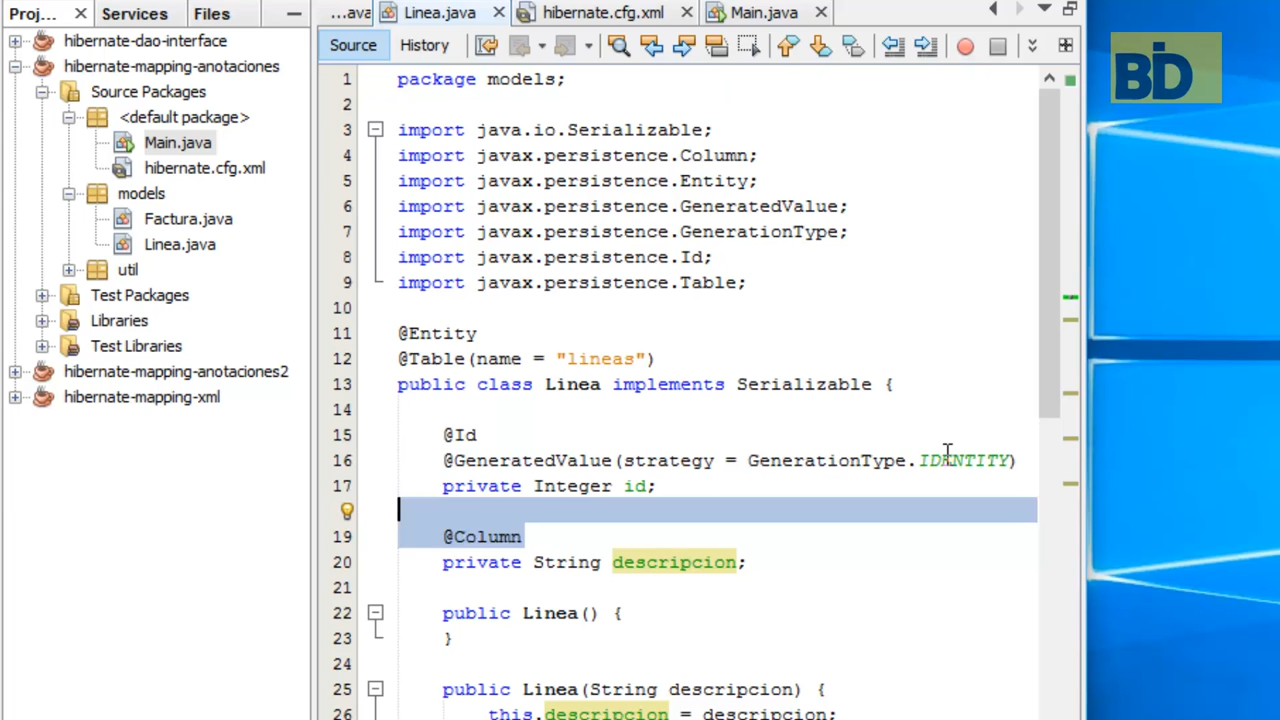 Proj...
Services
Files
...ava
Linea.java
hibernate.cfg.xml
Main.java
Source
History
BID
hibernate-dao-interface
hibernate-mapping-anotaciones
Source Packages
<default package>
Main.java
hibernate.cfg.xml
models
Factura.java
Linea.java
util
Test Packages
Libraries
Test Libraries
hibernate-mapping-anotaciones2
hibernate-mapping-xml
1 package models;
2
3 import java.io.Serializable;
4 import javax.persistence.Column;
5 import javax.persistence.Entity;
6 import javax.persistence.GeneratedValue;
7 import javax.persistence.GenerationType;
8 import javax.persistence.Id;
9 import javax.persistence.Table;
10
11 @Entity
12 @Table(name = "lineas")
13 public class Linea implements Serializable {
14
15 @Id
16 @GeneratedValue(strategy = GenerationType.IDENTITY)
17 private Integer id;
19 @Column
20 private String descripcion;
21
22 public Linea() {
23 }
24
25 public Linea(String descripcion) {
26 this.descripcion = descripcion;